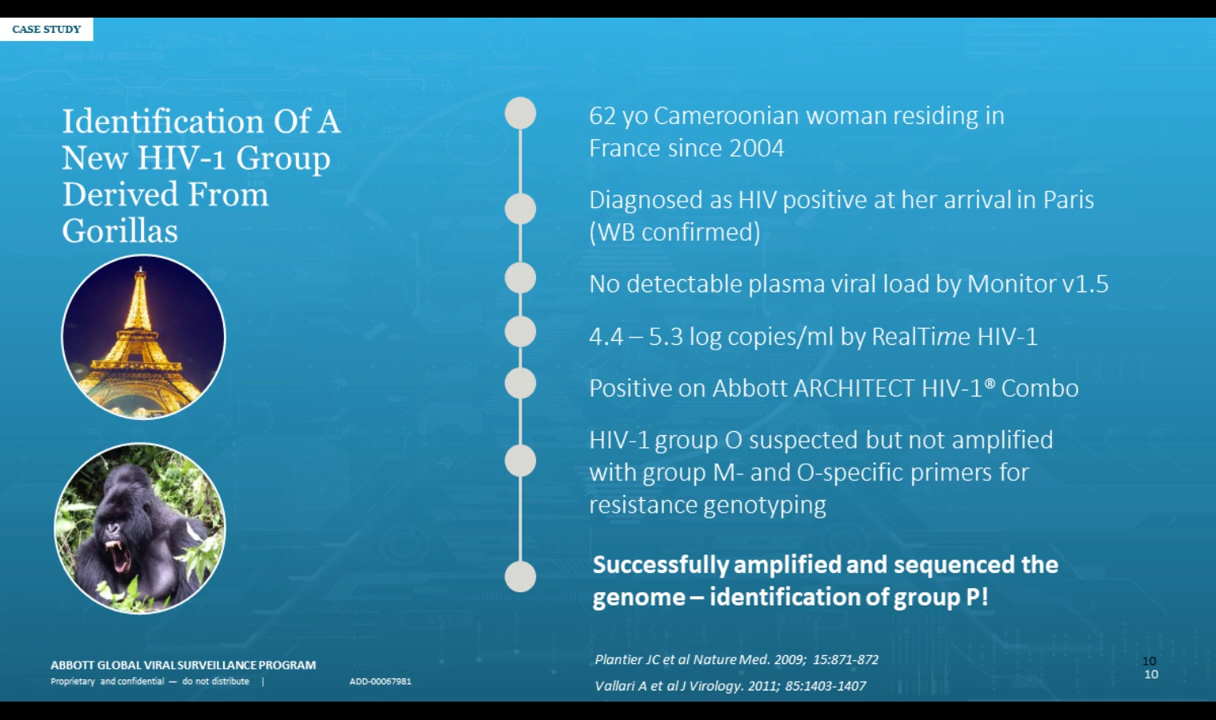 CASE STUDY
Identification Of A
New HIV-1 Group
Derived From
Gorillas
62 yo Cameroonian woman residing in
France since 2004
Diagnosed as HIV positive at her arrival in Paris
(WB confirmed)
No detectable plasma viral load by Monitor v1.5
4.4 – 5.3 log copies/ml by RealTime HIV-1
Positive on Abbott ARCHITECT HIV-1® Combo
HIV-1 group O suspected but not amplified
with group M- and O-specific primers for
resistance genotyping
Successfully amplified and sequenced the
genome – identification of group P!
Plantier JC et al Nature Med. 2009; 15:871-872
Vallari A et al J Virology. 2011; 85:1403-1407
ABBOTT GLOBAL VIRAL SURVEILLANCE PROGRAM
Proprietary and confidential — do not distribute | ADD-00067981
10
10